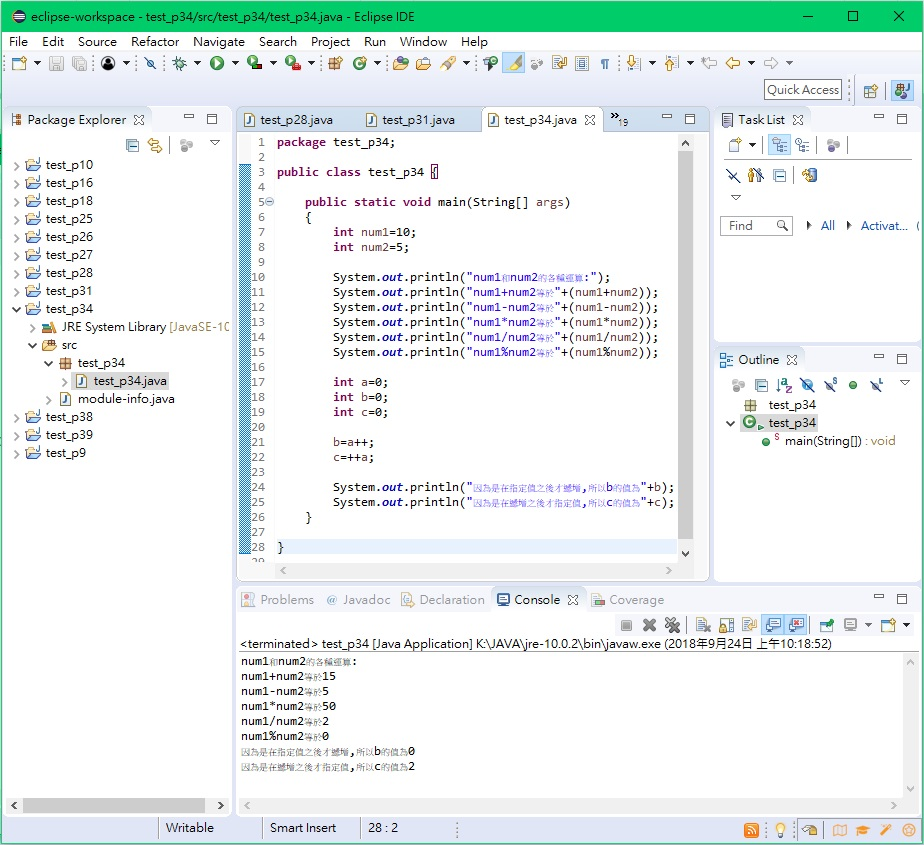 eclipse-workspace - test_p34/src/test_p34/test_p34.java - Eclipse IDE
File Edit Source Refactor Navigate Search Project Run Window Help
Quick Access
Package Explorer
test_p10
test_p16
test_p18
test_p25
test_p26
test_p27
test_p28
test_p31
test_p34
JRE System Library [JavaSE-10
src
test_p34
test_p34.java
module-info.java
test_p38
test_p39
test_p9
test_p28.java test_p31.java test_p34.java »19
1 package test_p34;
2
3 public class test_p34 {
4
5 public static void main(String[] args)
6 {
7 int num1=10;
8 int num2=5;
9
10 System.out.println("num1和num2的各種運算:");
11 System.out.println("num1+num2等於"+(num1+num2));
12 System.out.println("num1-num2等於"+(num1-num2));
13 System.out.println("num1*num2等於"+(num1*num2));
14 System.out.println("num1/num2等於"+(num1/num2));
15 System.out.println("num1%num2等於"+(num1%num2));
16
17 int a=0;
18 int b=0;
19 int c=0;
20
21 b=a++;
22 c=++a;
23
24 System.out.println("因為是在指定值之後才遞增,所以b的值為"+b);
25 System.out.println("因為是在遞增之後才指定值,所以c的值為"+c);
26 }
27
28 }
29
Task List
Find All Activat...
Outline
test_p34
test_p34
main(String[]) : void
Problems @ Javadoc Declaration Console Coverage
<terminated> test_p34 [Java Application] K:\JAVA\jre-10.0.2\bin\javaw.exe (2018年9月24日 上午10:18:52)
num1和num2的各種運算:
num1+num2等於15
num1-num2等於5
num1*num2等於50
num1/num2等於2
num1%num2等於0
因為是在指定值之後才遞增,所以b的值為0
因為是在遞增之後才指定值,所以c的值為2
Writable Smart Insert 28 : 2